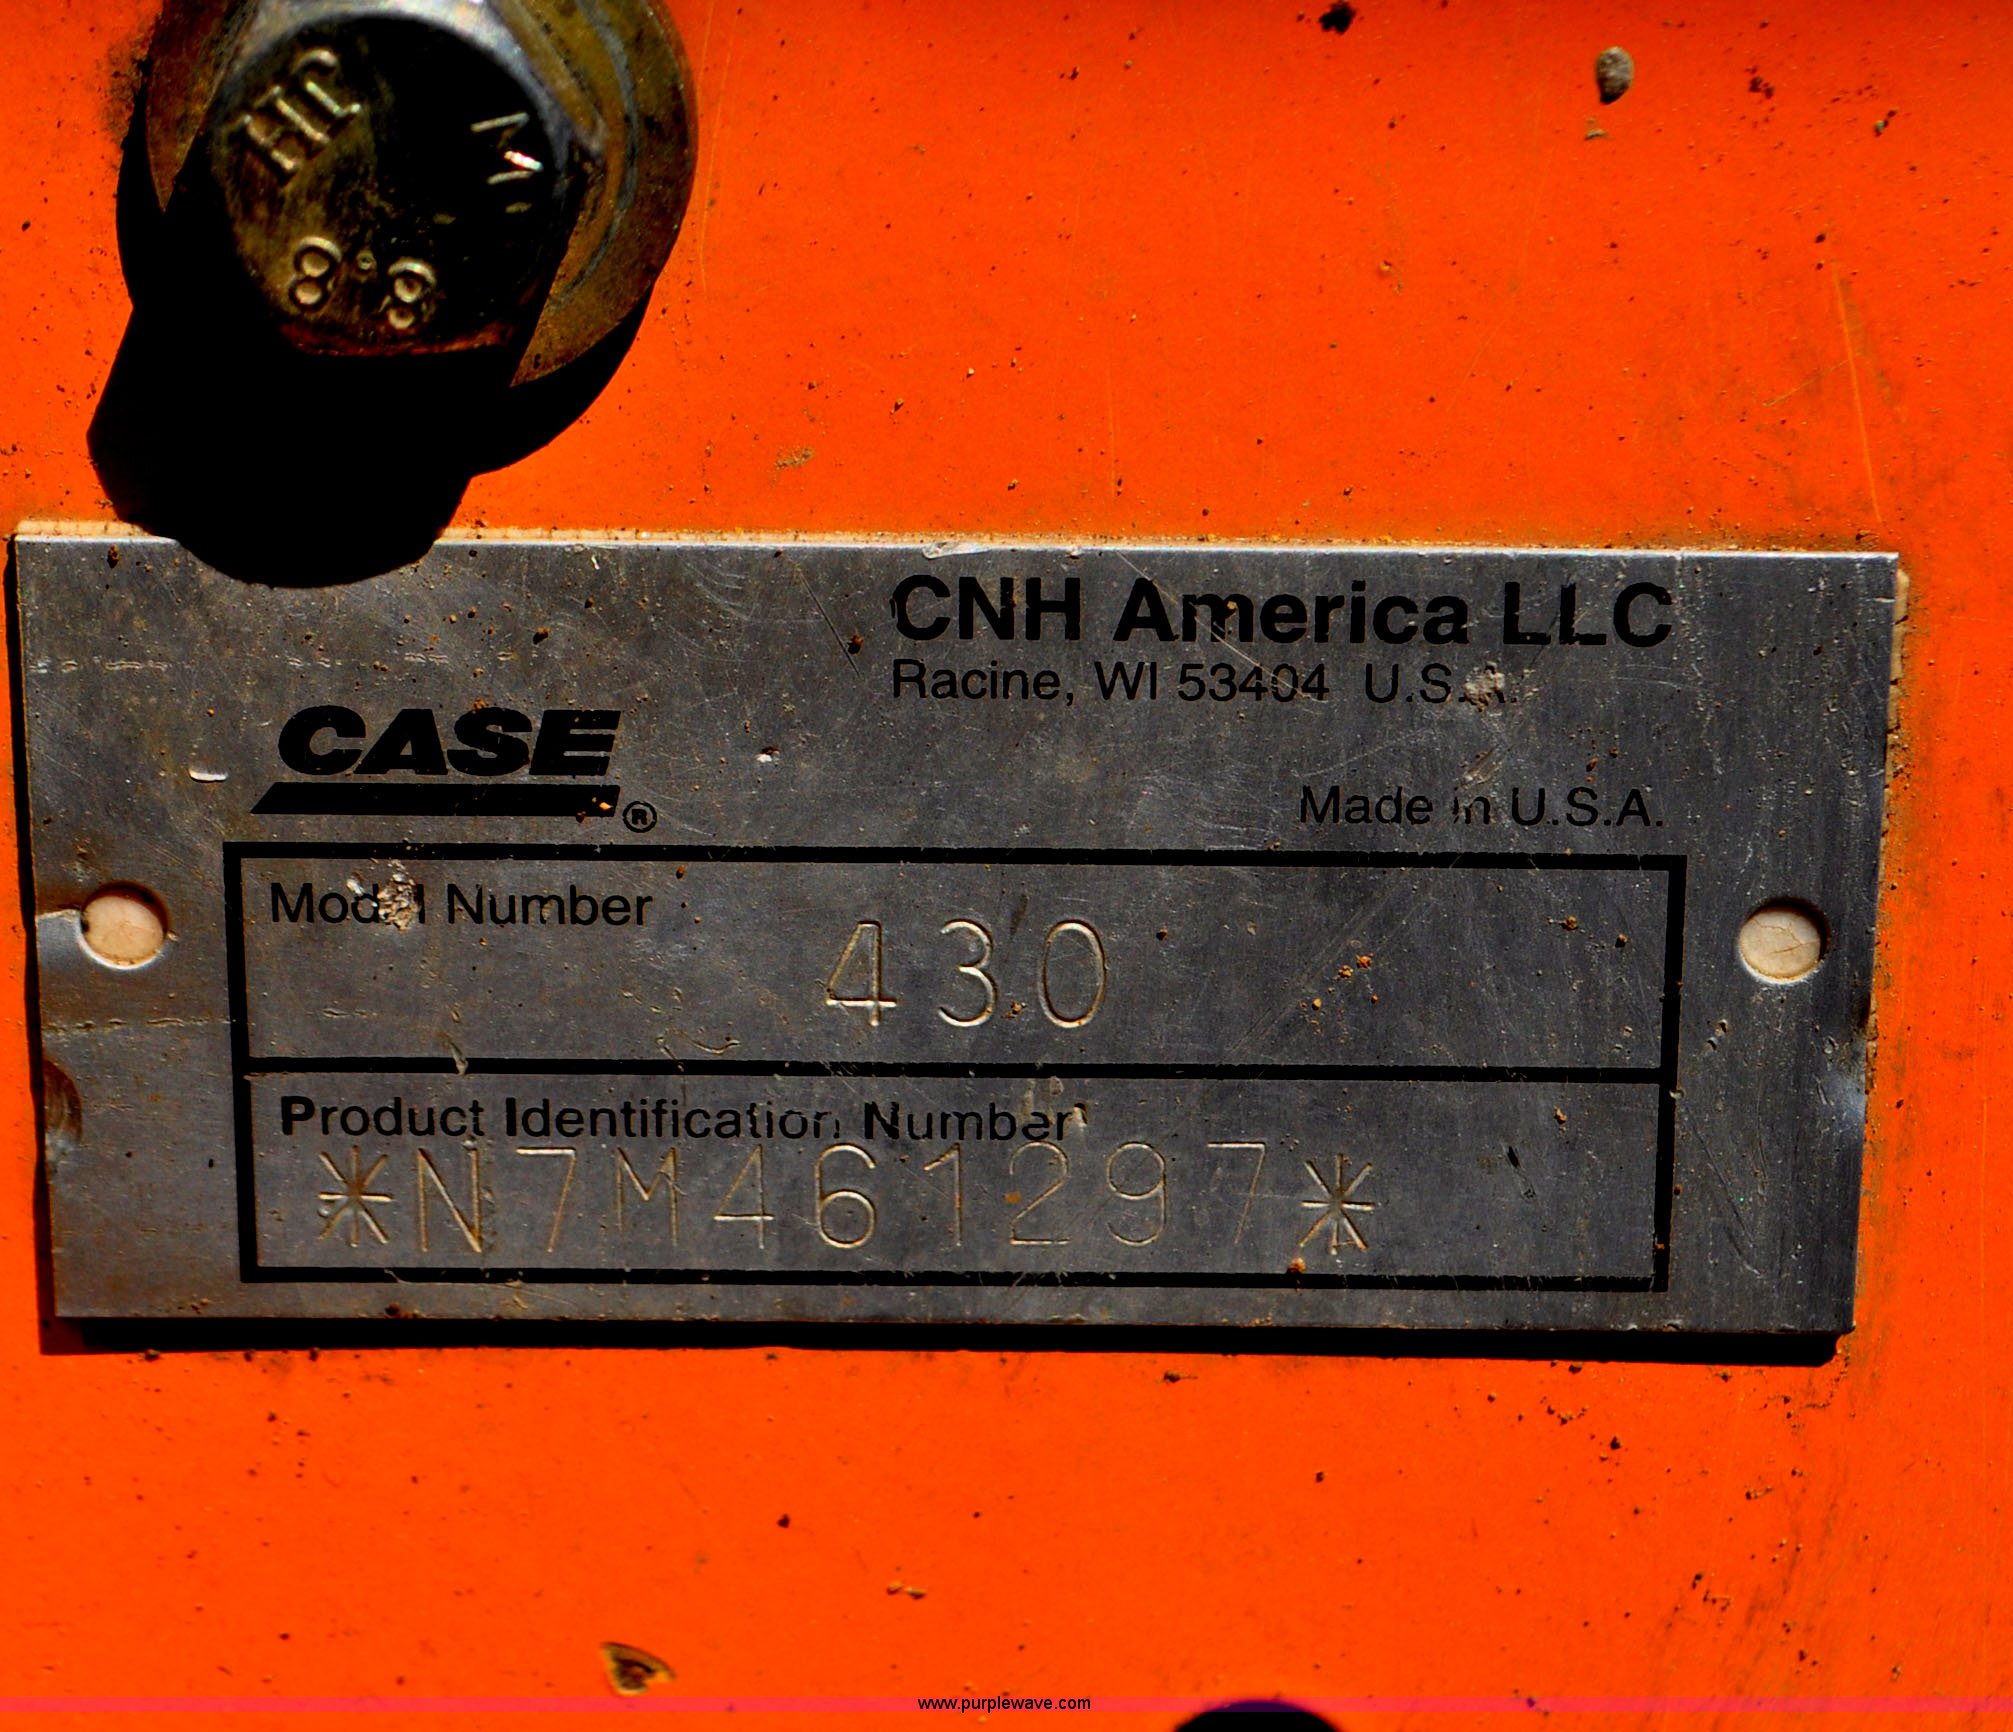 HJ M
8.8
CNH America LLC
Racine, WI 53404 U.S.A.
CASE®
Made in U.S.A.
Model Number
430
Product Identification Number
*N7M461297*
www.purplewave.com